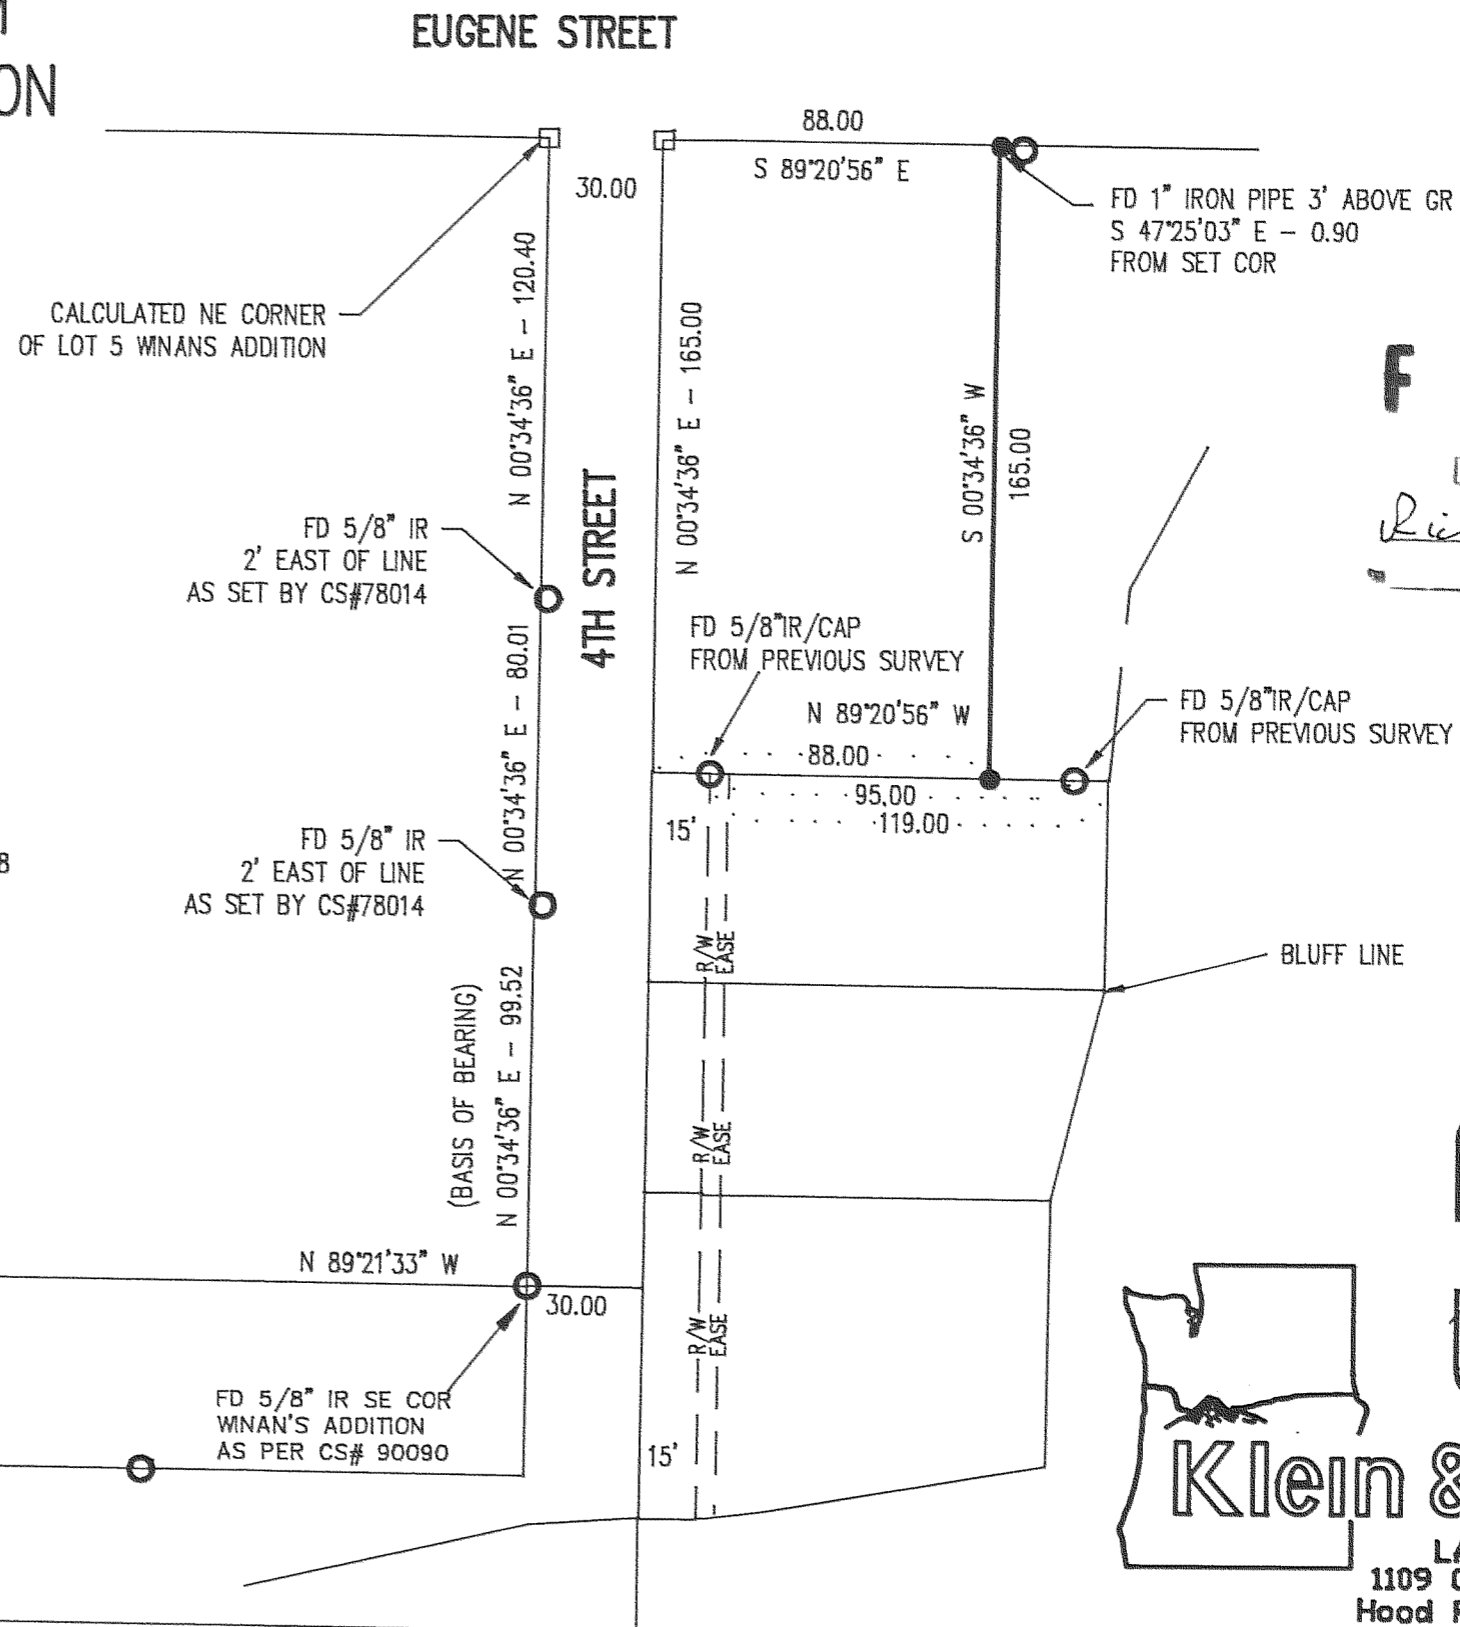 EUGENE STREET
ON
88.00
S 89°20'56" E
30.00
FD 1" IRON PIPE 3' ABOVE GR
S 47°25'03" E - 0.90
FROM SET COR
N 00°34'36" E - 120.40
CALCULATED NE CORNER
OF LOT 5 WINANS ADDITION
N 00°34'36" E - 165.00
S 00°34'36" W
165.00
F
4TH STREET
FD 5/8" IR
2' EAST OF LINE
AS SET BY CS#78014
FD 5/8"IR/CAP
FROM PREVIOUS SURVEY
N 00°34'36" E - 80.01
N 89°20'56" W
88.00
FD 5/8"IR/CAP
FROM PREVIOUS SURVEY
95.00
119.00
15'
FD 5/8" IR
2' EAST OF LINE
AS SET BY CS#78014
8
R/W
EASE
BLUFF LINE
(BASIS OF BEARING)
N 00°34'36" E - 99.52
R/W
EASE
N 89°21'33" W
30.00
R/W
EASE
FD 5/8" IR SE COR
WINAN'S ADDITION
AS PER CS# 90090
15'
Klein &
LA
1109
Hood